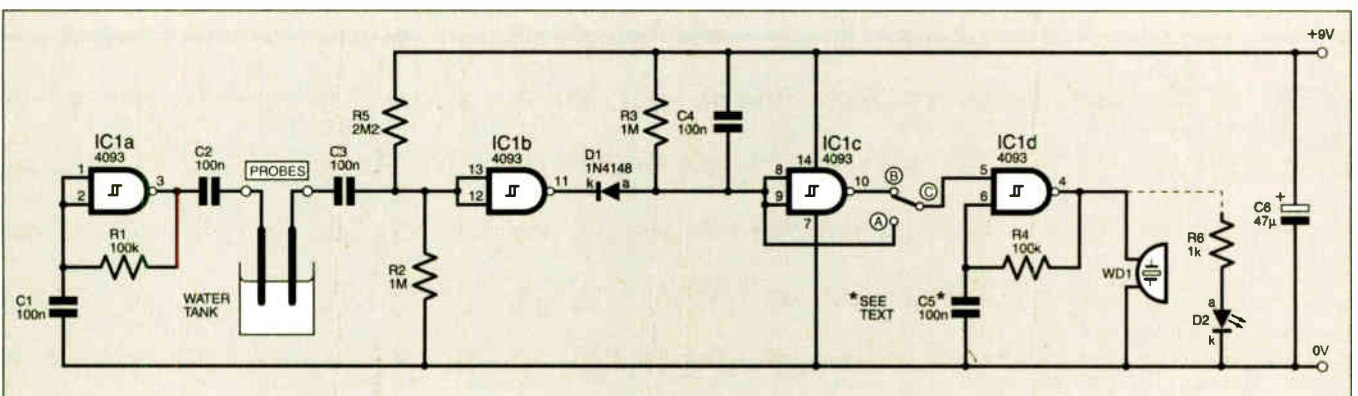 +9V
IC1a
4093
1
2
3
C2
100n
PROBES
C3
100n
R5
2M2
IC1b
4093
13
12
11
D1
1N4148
k
a
R3
1M
C4
100n
IC1c
4093
14
8
9
10
7
B
A
C
IC1d
4093
5
6
4
R1
100k
C1
100n
WATER
TANK
R2
1M
R4
100k
*SEE
TEXT
C5*
100n
WD1
R6
1k
a
D2
k
+
C6
47µ
0V